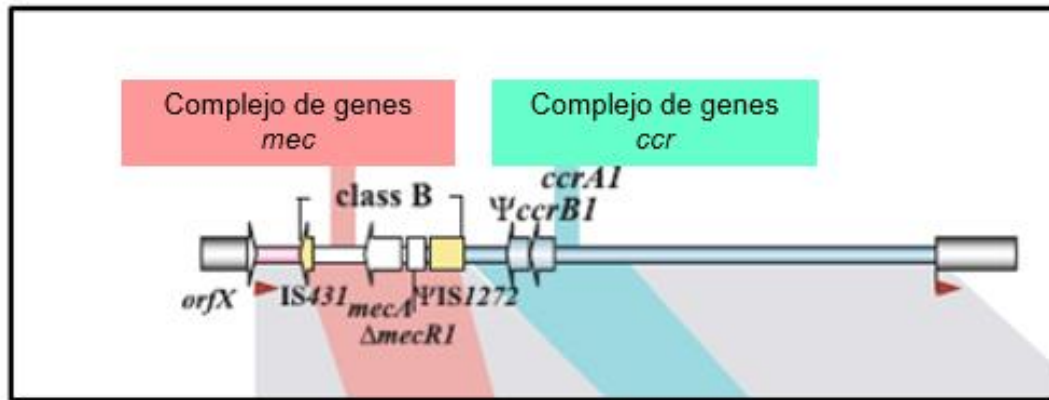 Complejo de genes
mec
Complejo de genes
ccr
class B
ccrA1
ΨccrB1
orfX
IS431
mecA
ΨIS1272
ΔmecR1